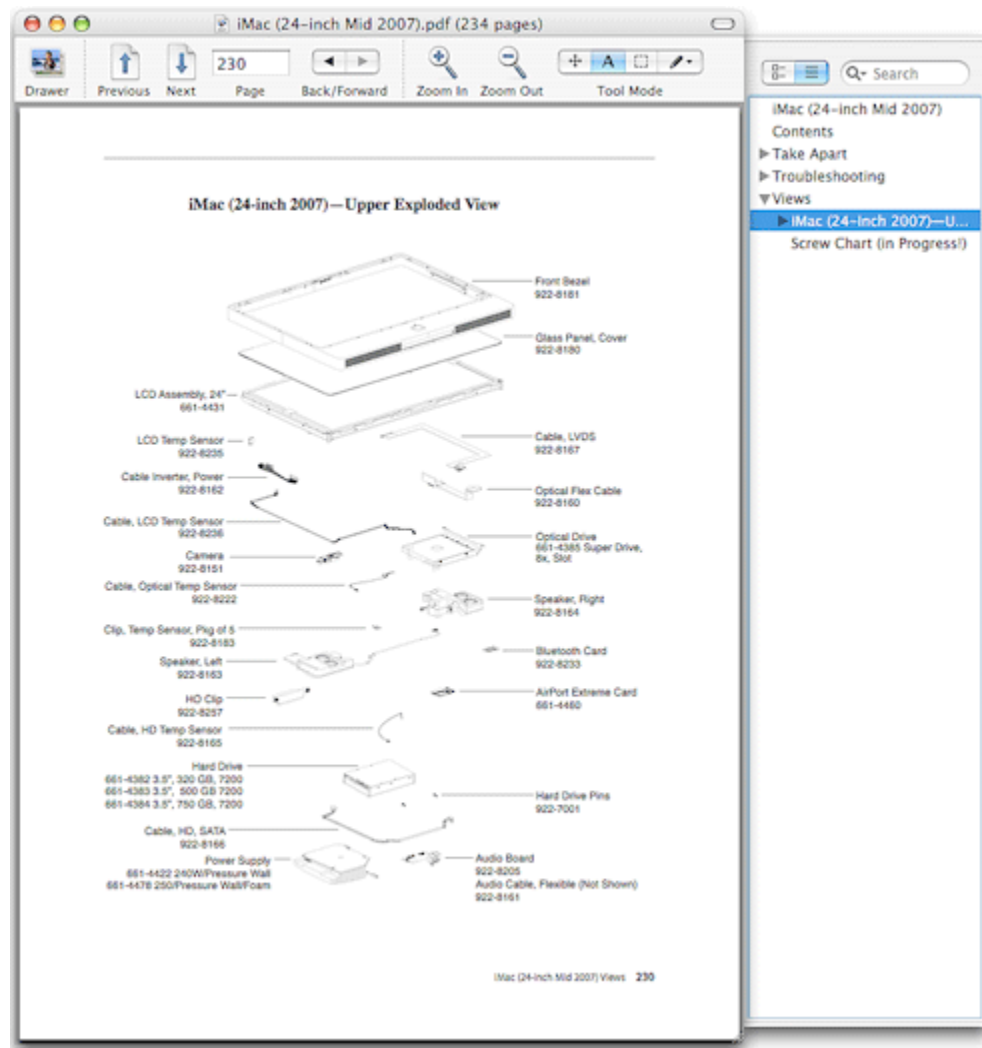 iMac (24-inch Mid 2007).pdf (234 pages)
230
A
Drawer
Previous
Next
Page
Back/Forward
Zoom In
Zoom Out
Tool Mode
Search
iMac (24-inch Mid 2007)
Contents
Take Apart
Troubleshooting
Views
iMac (24-inch 2007)—U...
Screw Chart (in Progress!)
iMac (24-inch 2007)—Upper Exploded View
Front Bezel
922-8181
Glass Panel, Cover
922-8180
LCD Assembly, 24"
661-4431
LCD Temp Sensor
922-8235
Cable, LVDS
922-8167
Cable Inverter, Power
922-8162
Optical Flex Cable
922-8160
Cable, LCD Temp Sensor
922-8236
Optical Drive
661-4385 Super Drive,
8x, Slot
Camera
922-8151
Cable, Optical Temp Sensor
922-8222
Speaker, Right
922-8164
Clip, Temp Sensor, Pkg of 5
922-8183
Bluetooth Card
922-8233
Speaker, Left
922-8163
AirPort Extreme Card
661-4460
HD Clip
922-8257
Cable, HD Temp Sensor
922-8165
Hard Drive
661-4382 3.5", 320 GB, 7200
661-4383 3.5", 500 GB 7200
661-4384 3.5", 750 GB, 7200
Hard Drive Pins
922-7001
Cable, HD, SATA
922-8166
Power Supply
661-4422 240W/Pressure Wall
661-4478 250/Pressure Wall/Foam
Audio Board
922-8205
Audio Cable, Flexible (Not Shown)
922-8161
iMac (24-inch Mid 2007) Views 230